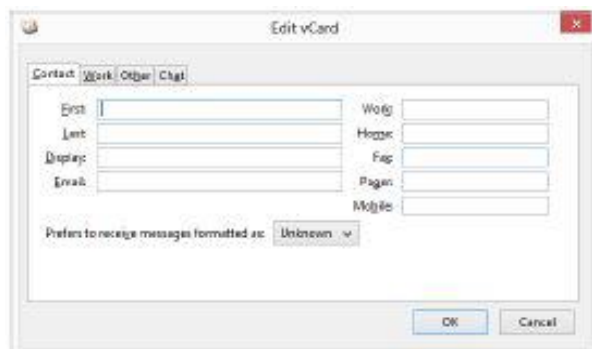 Edit vCard
Contact Work Other Chat
First: Work:
Last: Home:
Display: Fax:
Email: Pager:
Mobile:
Prefers to receive messages formatted as: Unknown
OK Cancel